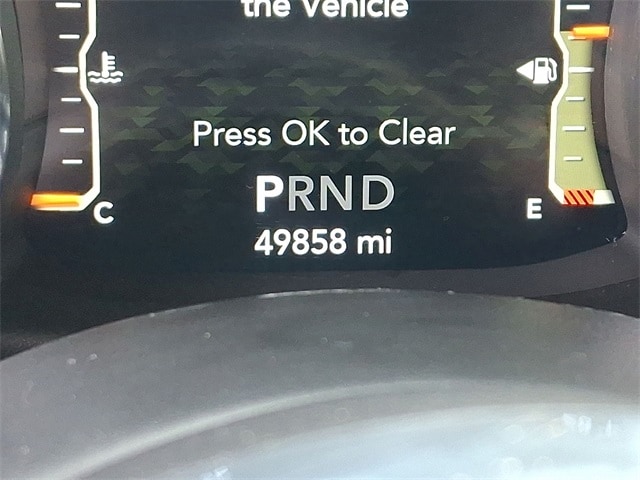 the Vehicle
Press OK to Clear
PRND
C
E
49858 mi